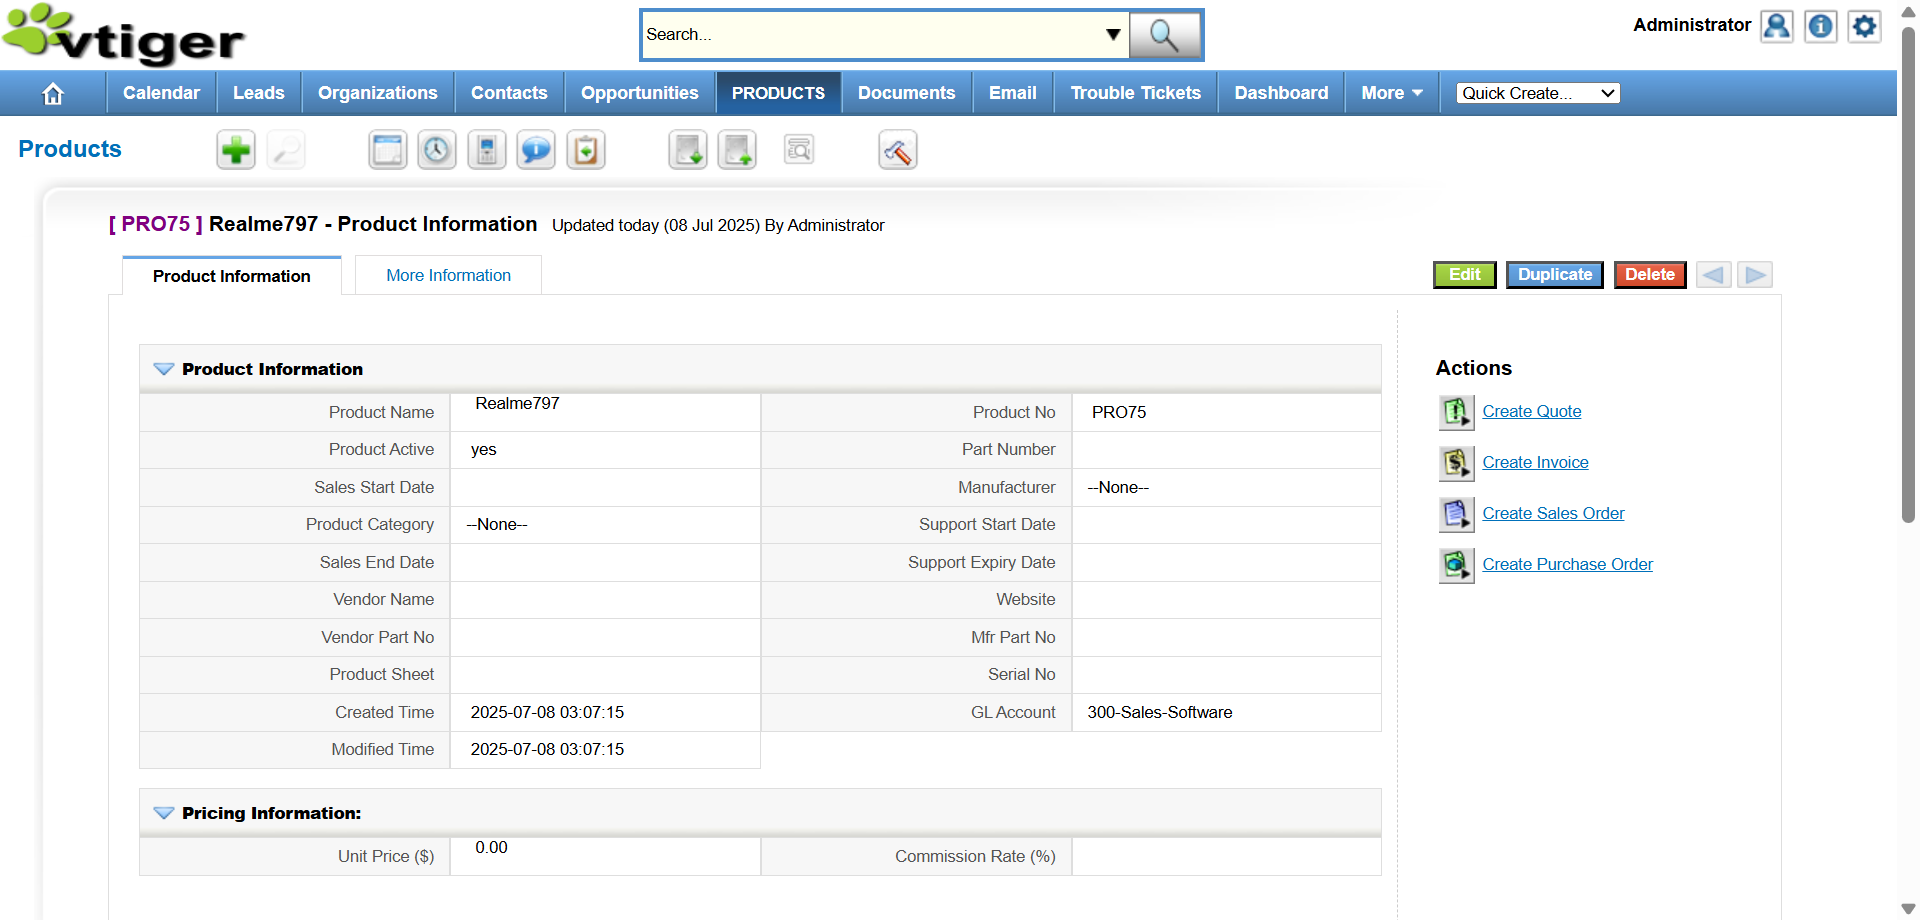 vtiger
Search...
Administrator
Calendar
Leads
Organizations
Contacts
Opportunities
PRODUCTS
Documents
Email
Trouble Tickets
Dashboard
More
Quick Create...
Products
[ PRO75 ] Realme797 - Product Information Updated today (08 Jul 2025) By Administrator
Product Information
More Information
Edit
Duplicate
Delete
Product Information
Product Name Realme797 Product No PRO75
Product Active yes Part Number
Sales Start Date Manufacturer --None--
Product Category --None-- Support Start Date
Sales End Date Support Expiry Date
Vendor Name Website
Vendor Part No Mfr Part No
Product Sheet Serial No
Created Time 2025-07-08 03:07:15 GL Account 300-Sales-Software
Modified Time 2025-07-08 03:07:15
Pricing Information:
Unit Price ($) 0.00 Commission Rate (%)
Actions
Create Quote
Create Invoice
Create Sales Order
Create Purchase Order